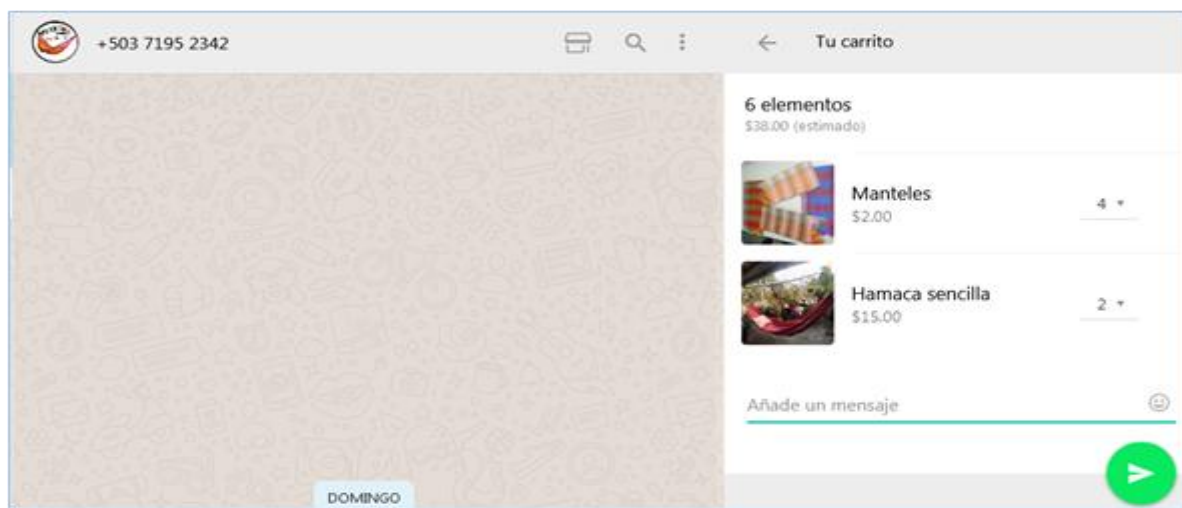 +503 7195 2342
Tu carrito
6 elementos
$38.00 (estimado)
Manteles
$2.00
4
Hamaca sencilla
$15.00
2
Añade un mensaje
DOMINGO